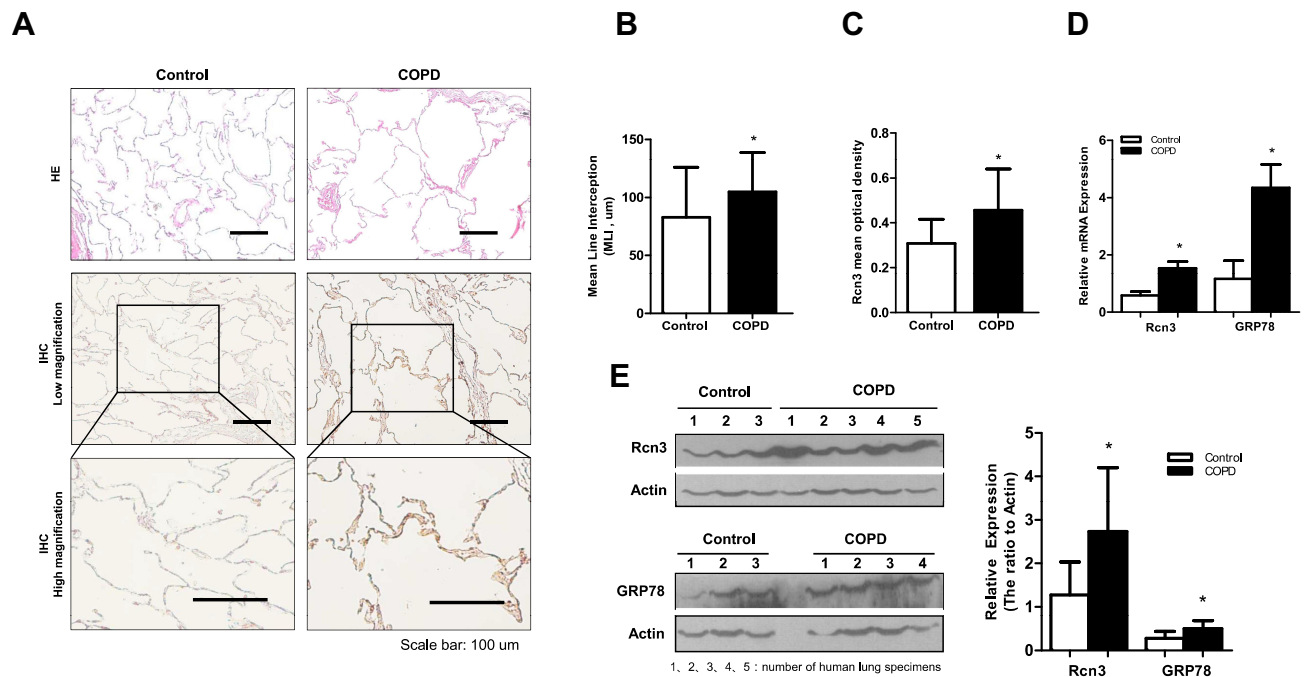 A
Control
COPD
HE
IHC
Low magnification
IHC
High magnification
Scale bar: 100 um
B
Mean Line Interception
(MLI , um)
150
100
50
0
*
Control
COPD
C
Rcn3 mean optical density
0.8
0.6
0.4
0.2
0.0
*
Control
COPD
D
Relative mRNA Expression
6
4
2
0
Control
COPD
*
*
Rcn3
GRP78
E
Control
COPD
1 2 3 1 2 3 4 5
Rcn3
Actin
Control
COPD
1 2 3 1 2 3 4
GRP78
Actin
1、2、3、4、5 : number of human lung specimens
Relative Expression
(The ratio to Actin)
5
4
3
2
1
0
Control
COPD
*
*
Rcn3
GRP78